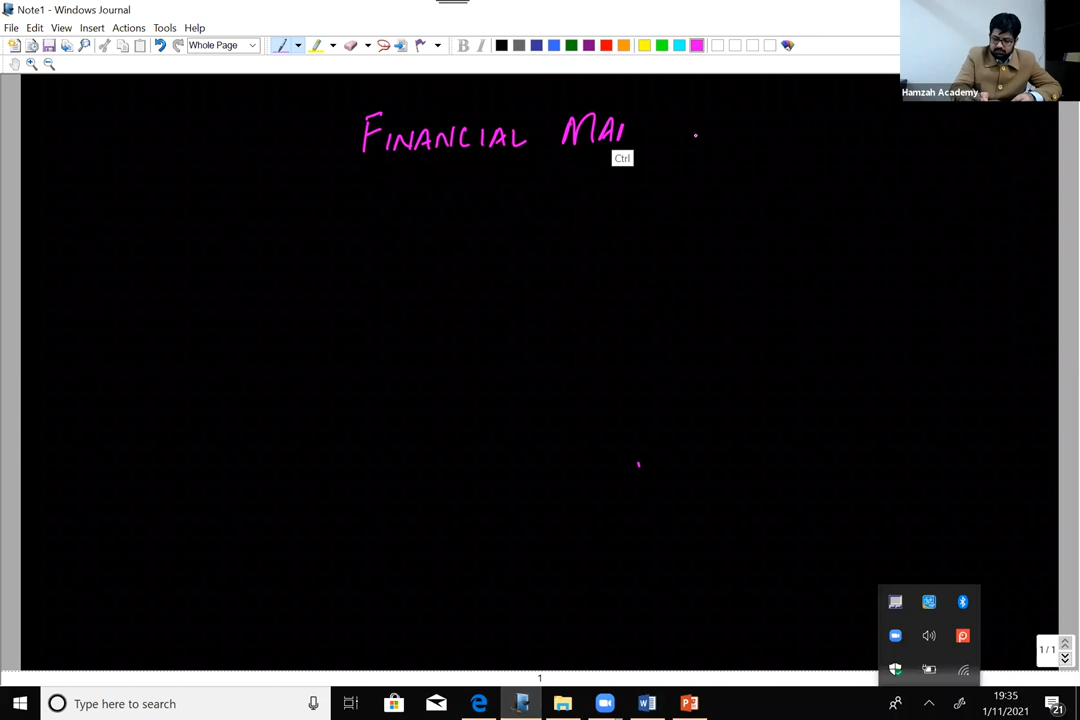 Note1 - Windows Journal
File Edit View Insert Actions Tools Help
Whole Page
B I
Hamzah Academy
FINANCIAL MAI
Ctrl
1 / 1
1
Type here to search
19:35
1/11/2021
21